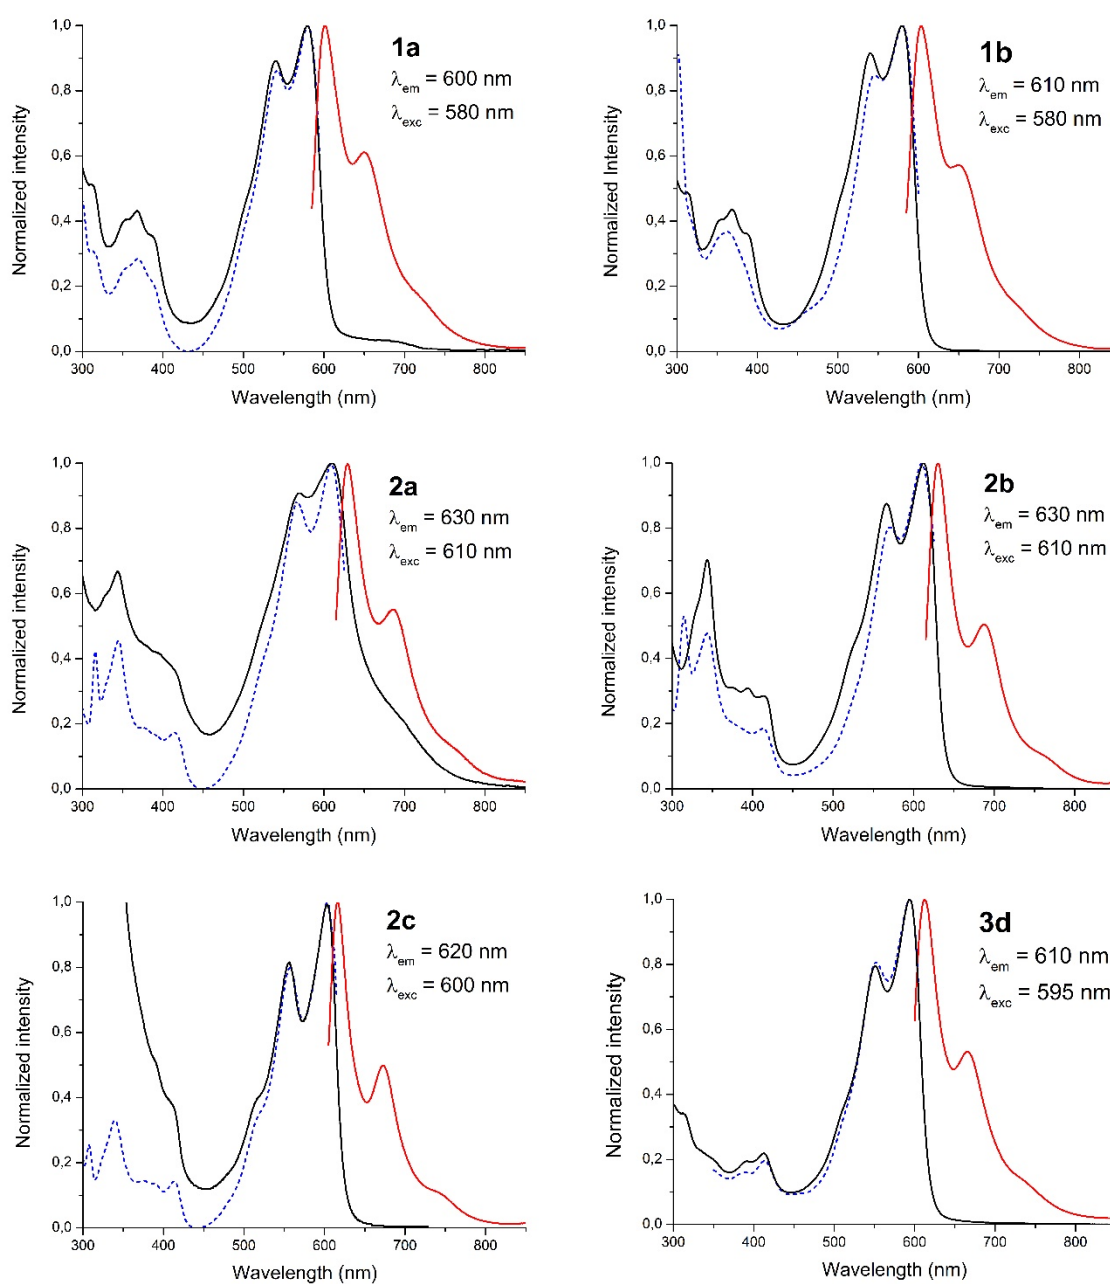 1,0
0,8
0,6
0,4
0,2
0,0
Normalized intensity
300 400 500 600 700 800
Wavelength (nm)
1a
λem = 600 nm
λexc = 580 nm
1,0
0,8
0,6
0,4
0,2
0,0
Normalized Intensity
300 400 500 600 700 800
Wavelength (nm)
1b
λem = 610 nm
λexc = 580 nm
1,0
0,8
0,6
0,4
0,2
0,0
Normalized intensity
300 400 500 600 700 800
Wavelength (nm)
2a
λem = 630 nm
λexc = 610 nm
1,0
0,8
0,6
0,4
0,2
0,0
Normalized intensity
300 400 500 600 700 800
Wavelength (nm)
2b
λem = 630 nm
λexc = 610 nm
1,0
0,8
0,6
0,4
0,2
0,0
Normalized intensity
300 400 500 600 700 800
Wavelength (nm)
2c
λem = 620 nm
λexc = 600 nm
1,0
0,8
0,6
0,4
0,2
0,0
Normalized intensity
300 400 500 600 700 800
Wavelength (nm)
3d
λem = 610 nm
λexc = 595 nm